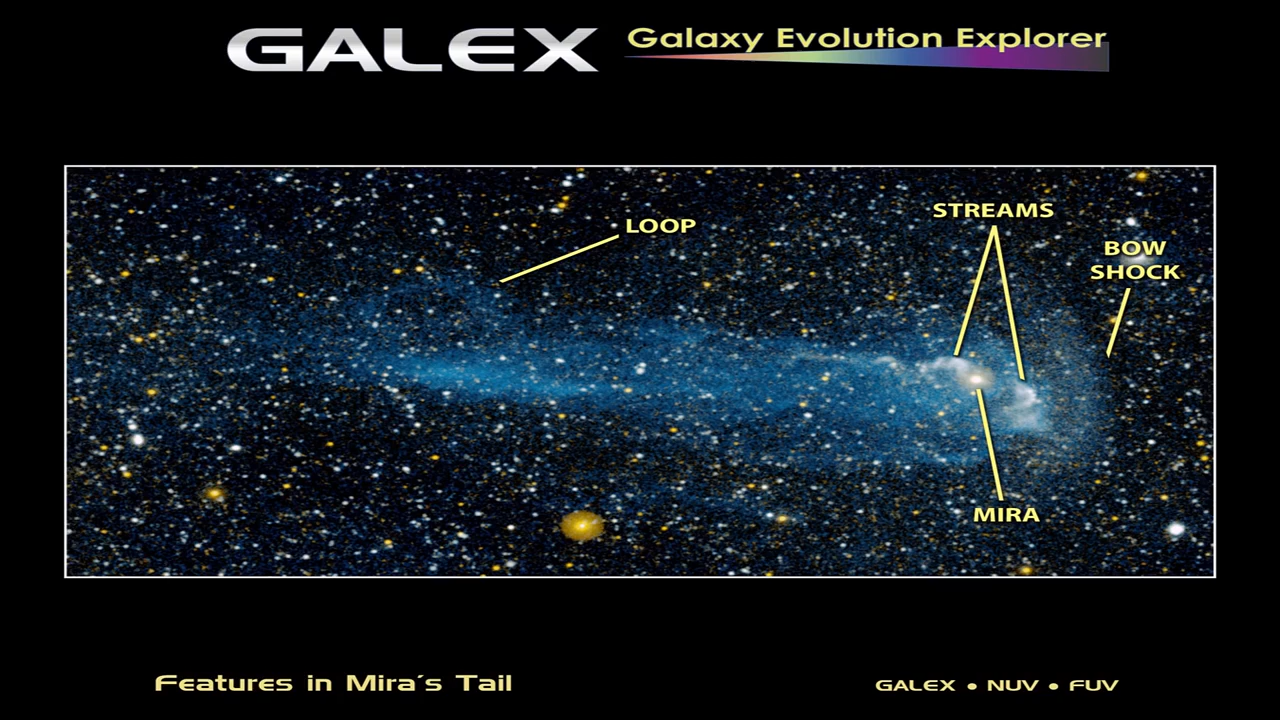 GALEX
Galaxy Evolution Explorer
LOOP
STREAMS
BOW
SHOCK
MIRA
Features in Mira´s Tail
GALEX • NUV • FUV